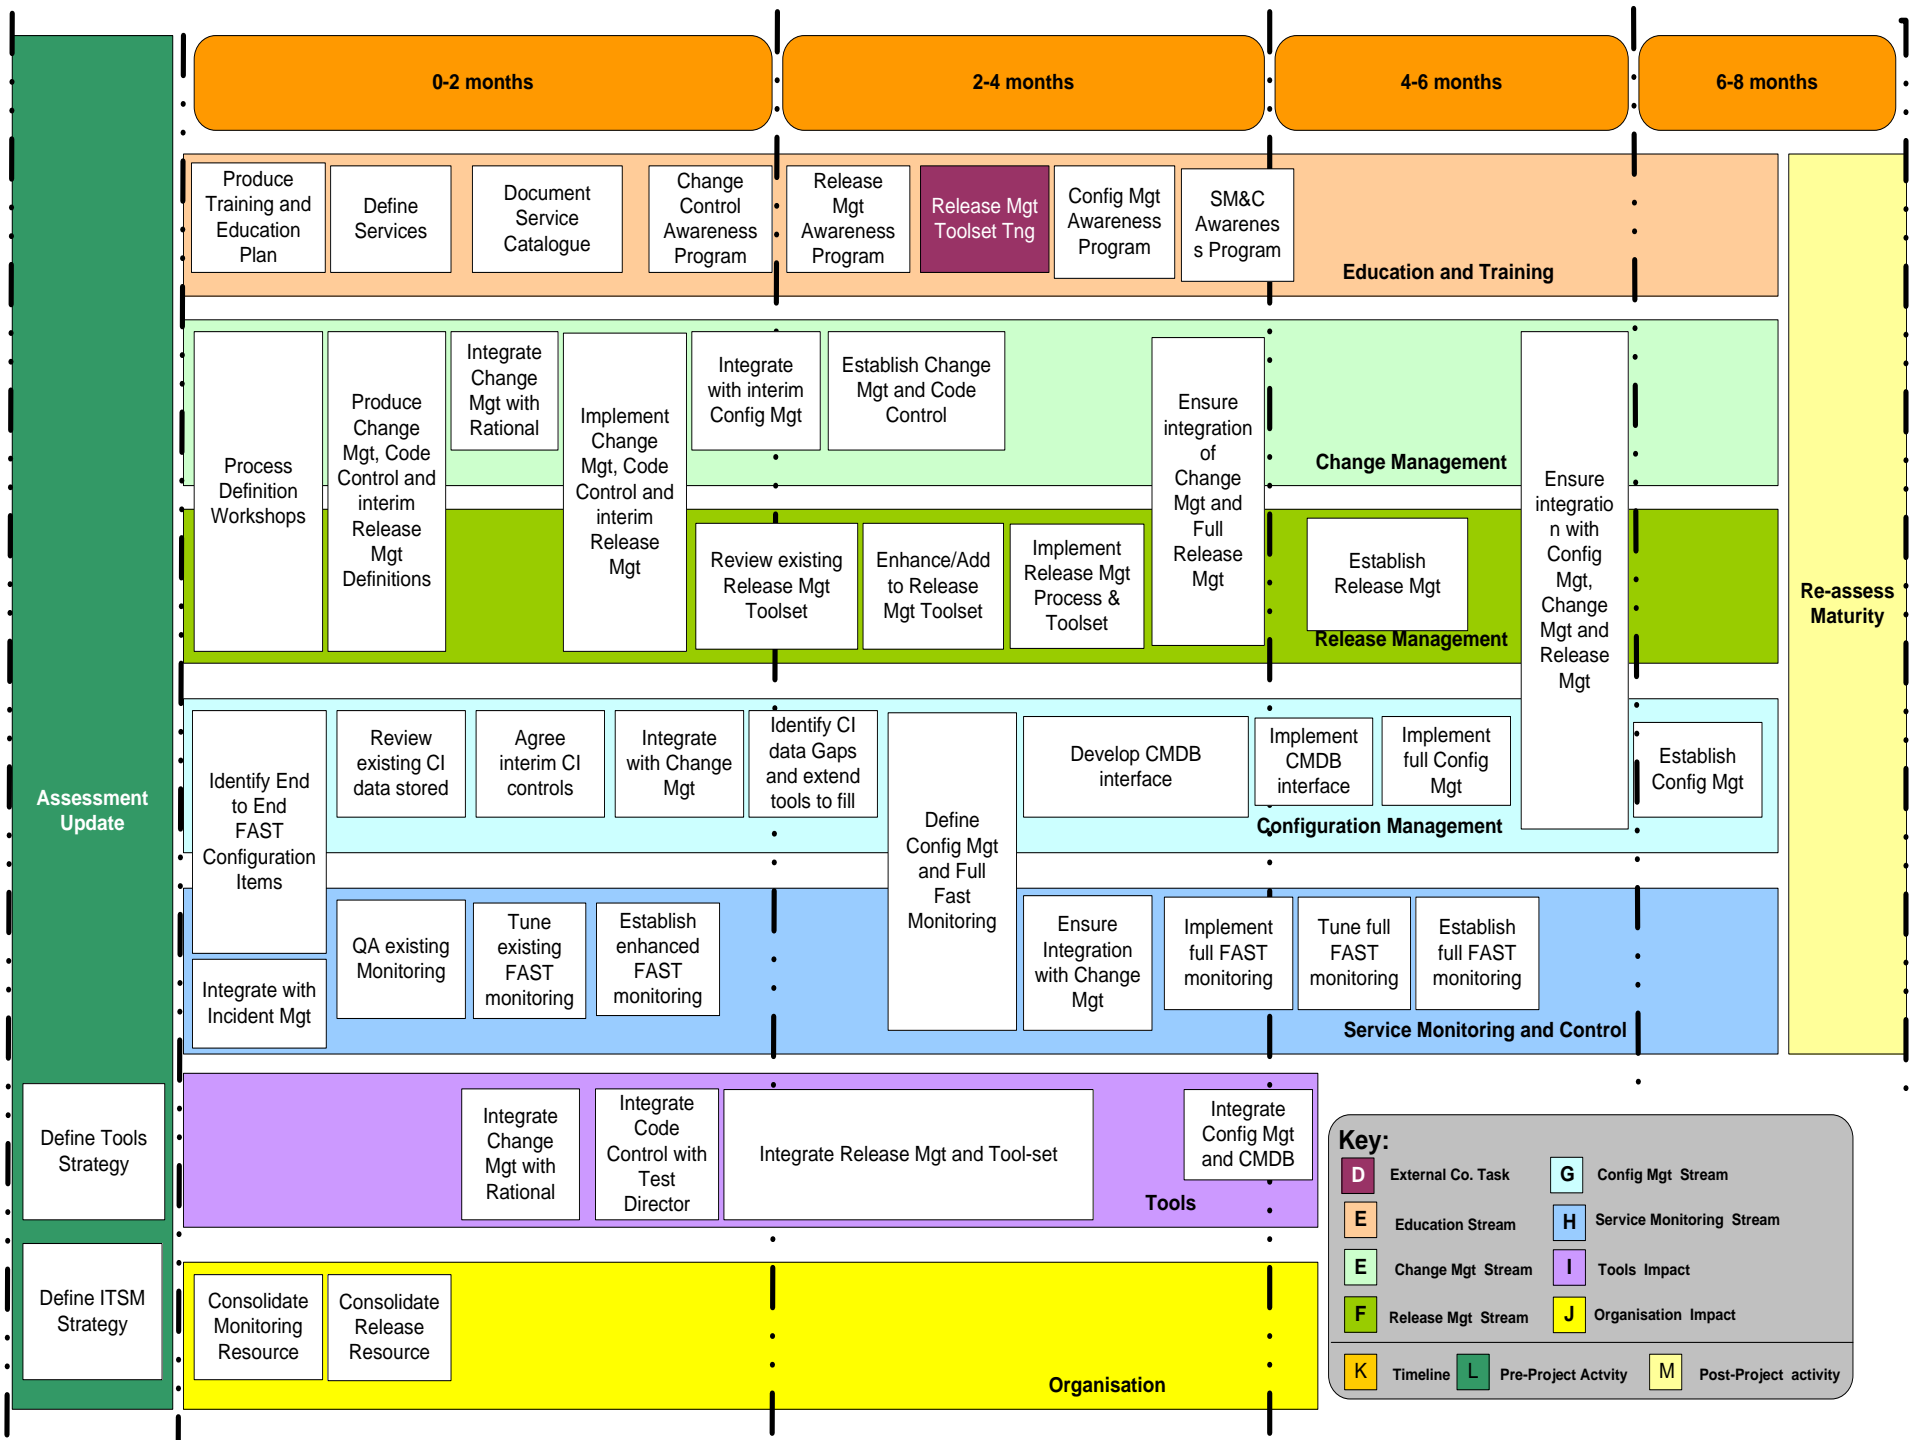 0-2 months
2-4 months
4-6 months
6-8 months
Assessment
Update
Define Tools
Strategy
Define ITSM
Strategy
Produce
Training and
Education
Plan
Define
Services
Document
Service
Catalogue
Change
Control
Awareness
Program
Release
Mgt
Awareness
Program
Release Mgt
Toolset Tng
Config Mgt
Awareness
Program
SM&C
Awarenes
s Program
Education and Training
Process
Definition
Workshops
Produce
Change
Mgt, Code
Control and
interim
Release
Mgt
Definitions
Integrate
Change
Mgt with
Rational
Implement
Change
Mgt, Code
Control and
interim
Release
Mgt
Integrate
with interim
Config Mgt
Establish Change
Mgt and Code
Control
Ensure
integration
of
Change
Mgt and
Full
Release
Mgt
Change Management
Ensure
integratio
n with
Config
Mgt,
Change
Mgt and
Release
Mgt
Review existing
Release Mgt
Toolset
Enhance/Add
to Release
Mgt Toolset
Implement
Release Mgt
Process &
Toolset
Establish
Release Mgt
Release Management
Re-assess
Maturity
Identify End
to End
FAST
Configuration
Items
Review
existing CI
data stored
Agree
interim CI
controls
Integrate
with Change
Mgt
Identify CI
data Gaps
and extend
tools to fill
Define
Config Mgt
and Full
Fast
Monitoring
Develop CMDB
interface
Implement
CMDB
interface
Implement
full Config
Mgt
Establish
Config Mgt
Configuration Management
Integrate with
Incident Mgt
QA existing
Monitoring
Tune
existing
FAST
monitoring
Establish
enhanced
FAST
monitoring
Ensure
Integration
with Change
Mgt
Implement
full FAST
monitoring
Tune full
FAST
monitoring
Establish
full FAST
monitoring
Service Monitoring and Control
Integrate
Change
Mgt with
Rational
Integrate
Code
Control with
Test
Director
Integrate Release Mgt and Tool-set
Integrate
Config Mgt
and CMDB
Tools
Consolidate
Monitoring
Resource
Consolidate
Release
Resource
Organisation
Key:
D External Co. Task
G Config Mgt Stream
E Education Stream
H Service Monitoring Stream
E Change Mgt Stream
I Tools Impact
F Release Mgt Stream
J Organisation Impact
K Timeline
L Pre-Project Actvity
M Post-Project activity